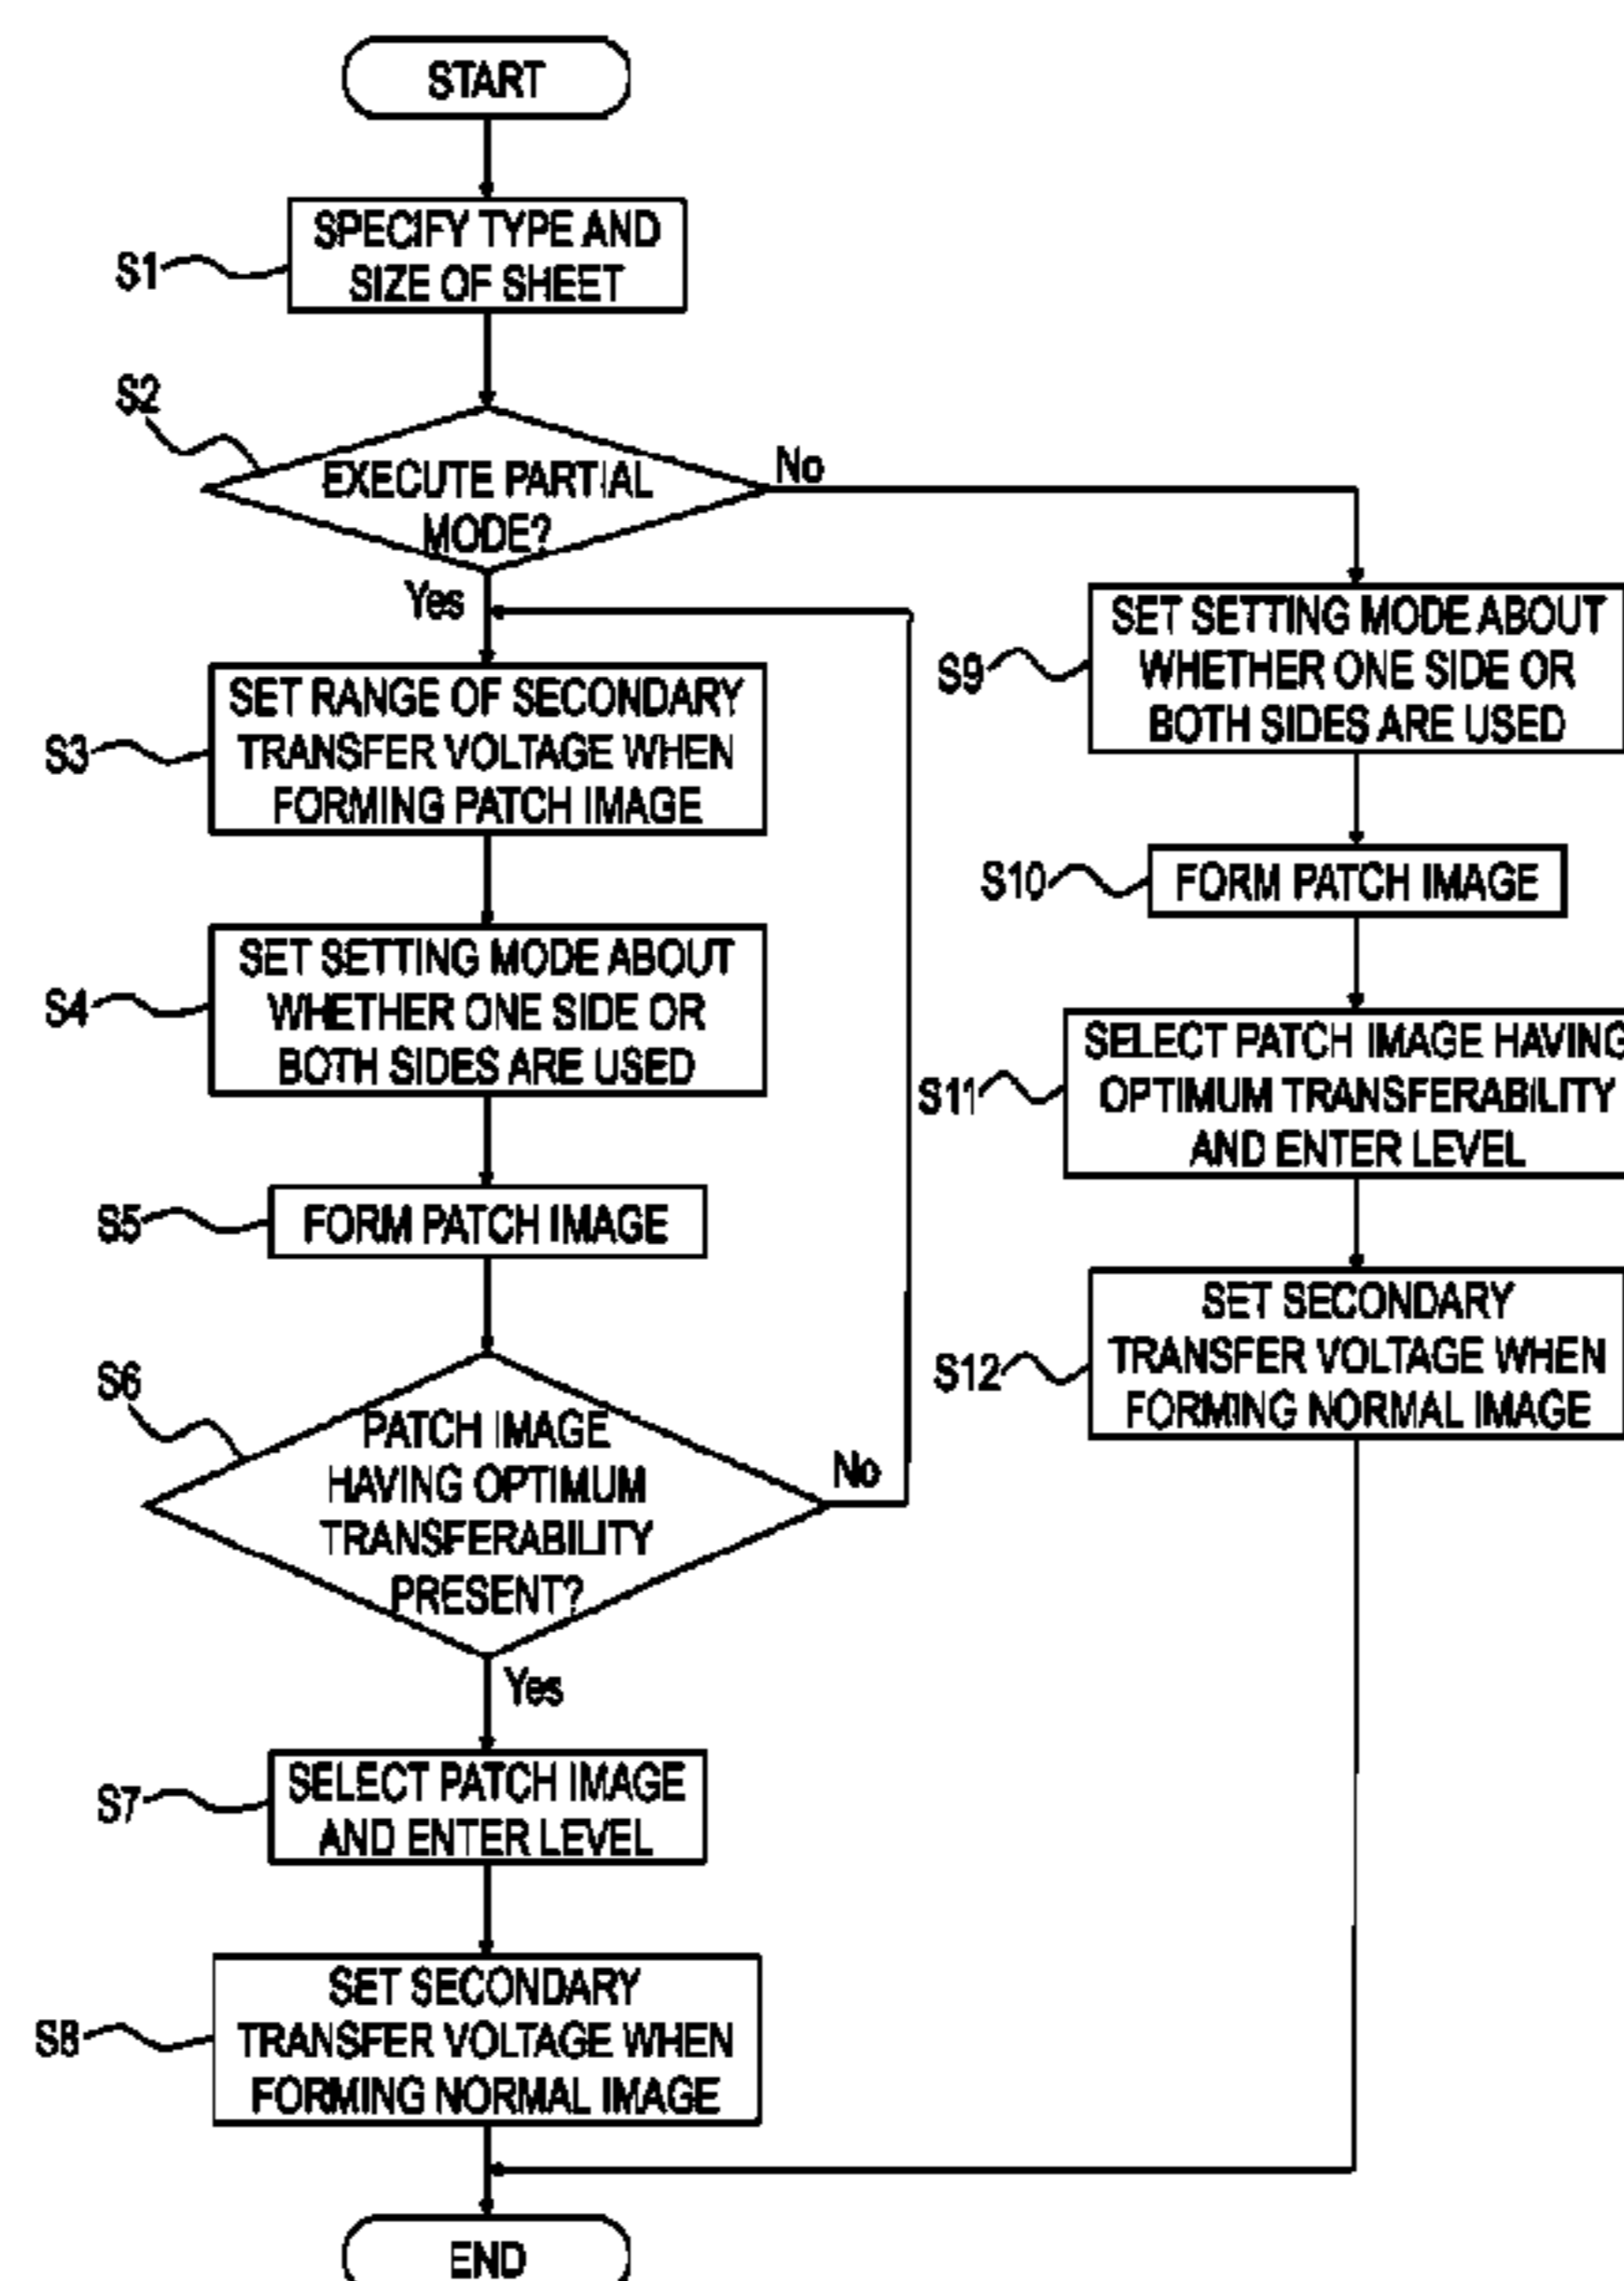 START
S1
SPECIFY TYPE AND
SIZE OF SHEET
S2
EXECUTE PARTIAL
MODE?
No
Yes
S3
SET RANGE OF SECONDARY
TRANSFER VOLTAGE WHEN
FORMING PATCH IMAGE
S4
SET SETTING MODE ABOUT
WHETHER ONE SIDE OR
BOTH SIDES ARE USED
S5
FORM PATCH IMAGE
S6
PATCH IMAGE
HAVING OPTIMUM
TRANSFERABILITY
PRESENT?
No
Yes
S7
SELECT PATCH IMAGE
AND ENTER LEVEL
S8
SET SECONDARY
TRANSFER VOLTAGE WHEN
FORMING NORMAL IMAGE
S9
SET SETTING MODE ABOUT
WHETHER ONE SIDE OR
BOTH SIDES ARE USED
S10
FORM PATCH IMAGE
S11
SELECT PATCH IMAGE HAVING
OPTIMUM TRANSFERABILITY
AND ENTER LEVEL
S12
SET SECONDARY
TRANSFER VOLTAGE WHEN
FORMING NORMAL IMAGE
END